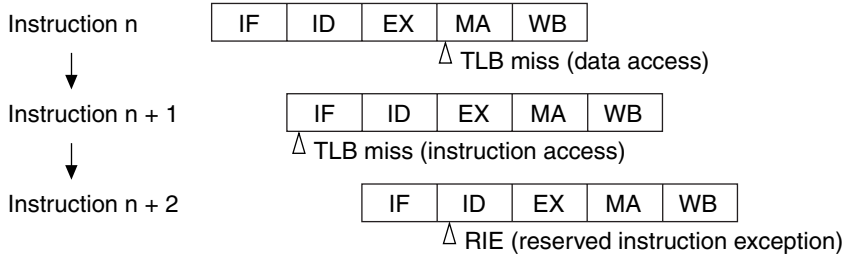 Instruction n IF ID EX MA WB
TLB miss (data access)
Instruction n + 1 IF ID EX MA WB
TLB miss (instruction access)
Instruction n + 2 IF ID EX MA WB
RIE (reserved instruction exception)